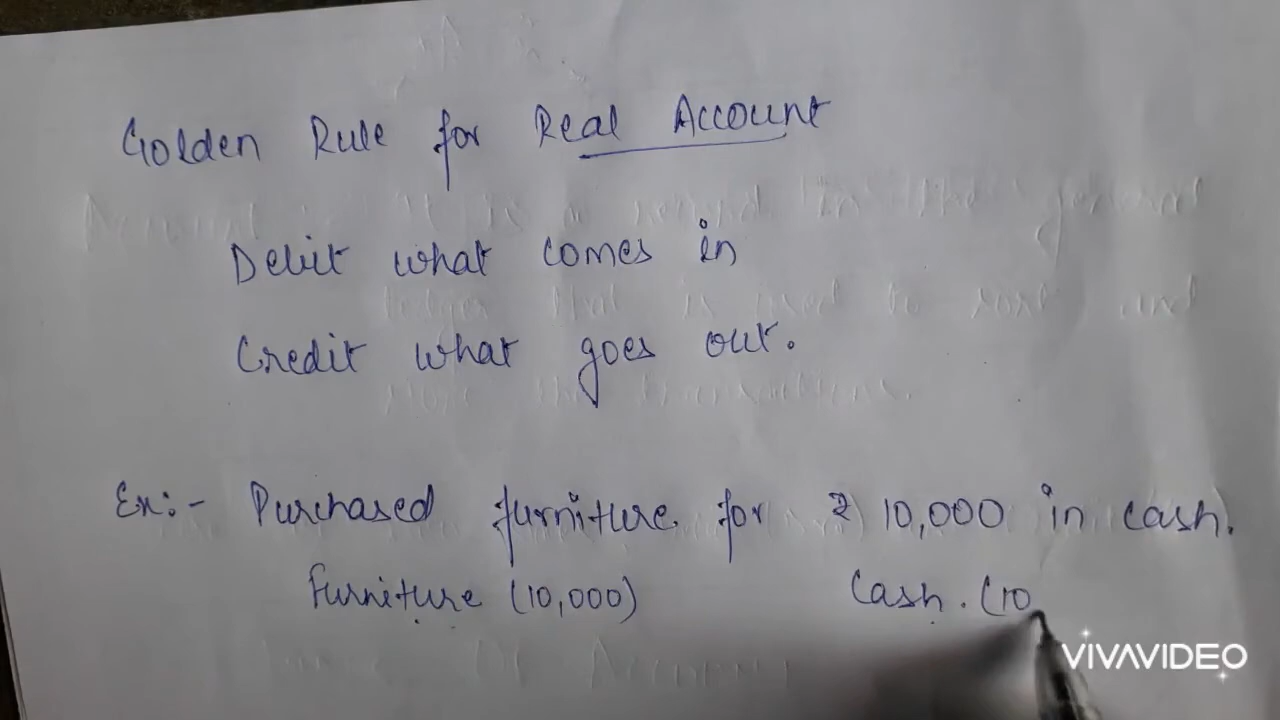 Golden Rule for Real Account
Debit what comes in
Credit what goes out.
Ex:- Purchased furniture for ₹ 10,000 in cash.
Furniture (10,000) Cash. (10
VIVAVIDEO